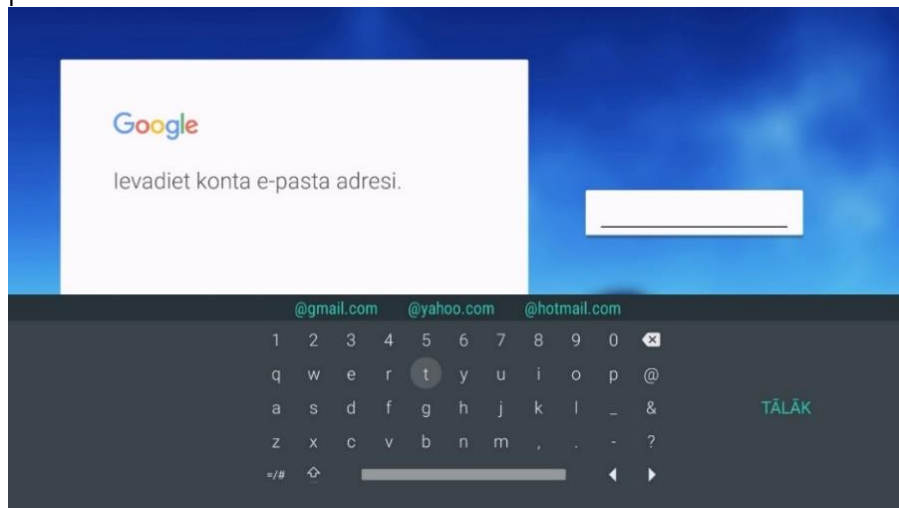 Google
Ievadiet konta e-pasta adresi.
@gmail.com @yahoo.com @hotmail.com
1 2 3 4 5 6 7 8 9 0
q w e r t y u i o p @
a s d f g h j k l _ &
TĀLĀK
z x c v b n m , . - ?
=/#